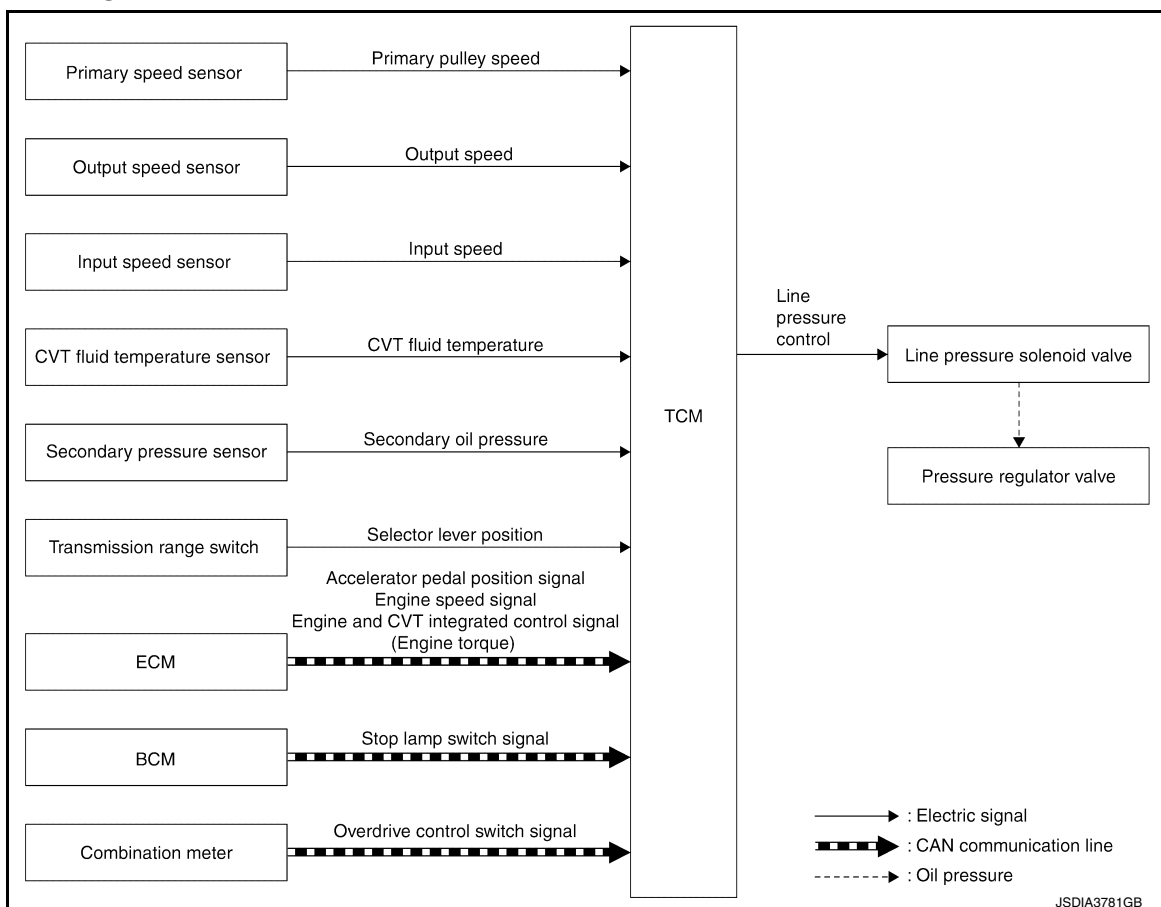 Primary speed sensor
Primary pulley speed
Output speed sensor
Output speed
Input speed sensor
Input speed
CVT fluid temperature sensor
CVT fluid temperature
Secondary pressure sensor
Secondary oil pressure
Transmission range switch
Selector lever position
ECM
Accelerator pedal position signal
Engine speed signal
Engine and CVT integrated control signal
(Engine torque)
BCM
Stop lamp switch signal
Combination meter
Overdrive control switch signal
TCM
Line
pressure
control
Line pressure solenoid valve
Pressure regulator valve
: Electric signal
: CAN communication line
: Oil pressure
JSDIA3781GB